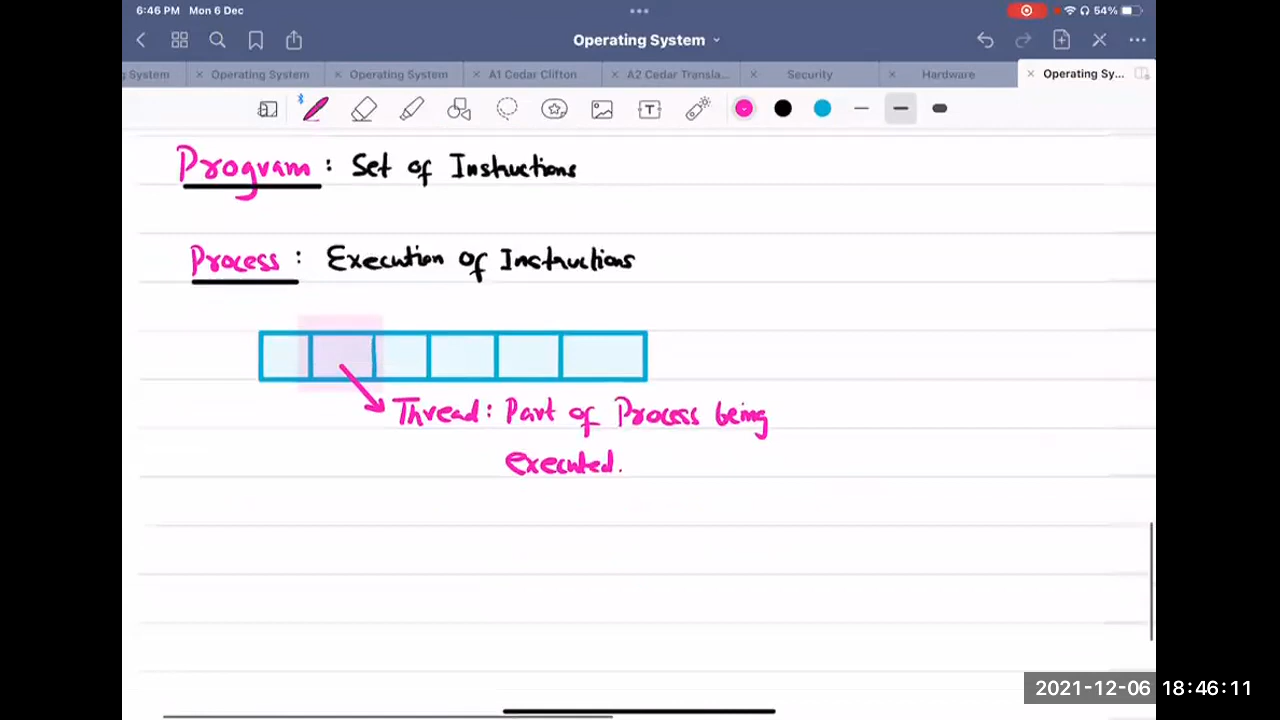 6:46 PM Mon 6 Dec
54%
Operating System
g System
Operating System
Operating System
A1 Cedar Clifton
A2 Cedar Transla...
Security
Hardware
Operating Sy...
T
Program: Set of Instructions
Process: Execution of Instructions
Thread: Part of Process being
executed.
2021-12-06 18:46:11